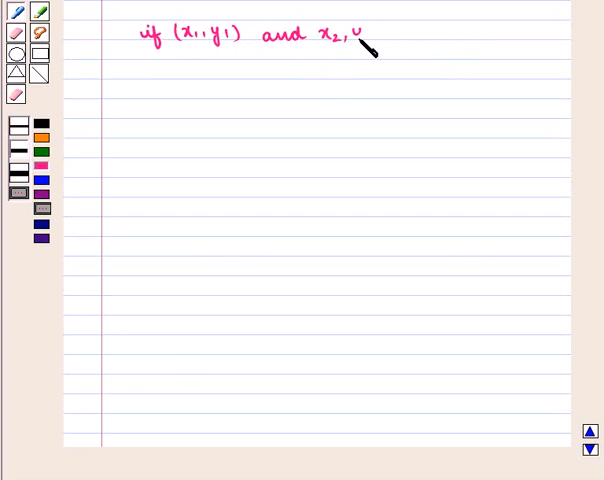 if (x₁, y₁) and x₂,